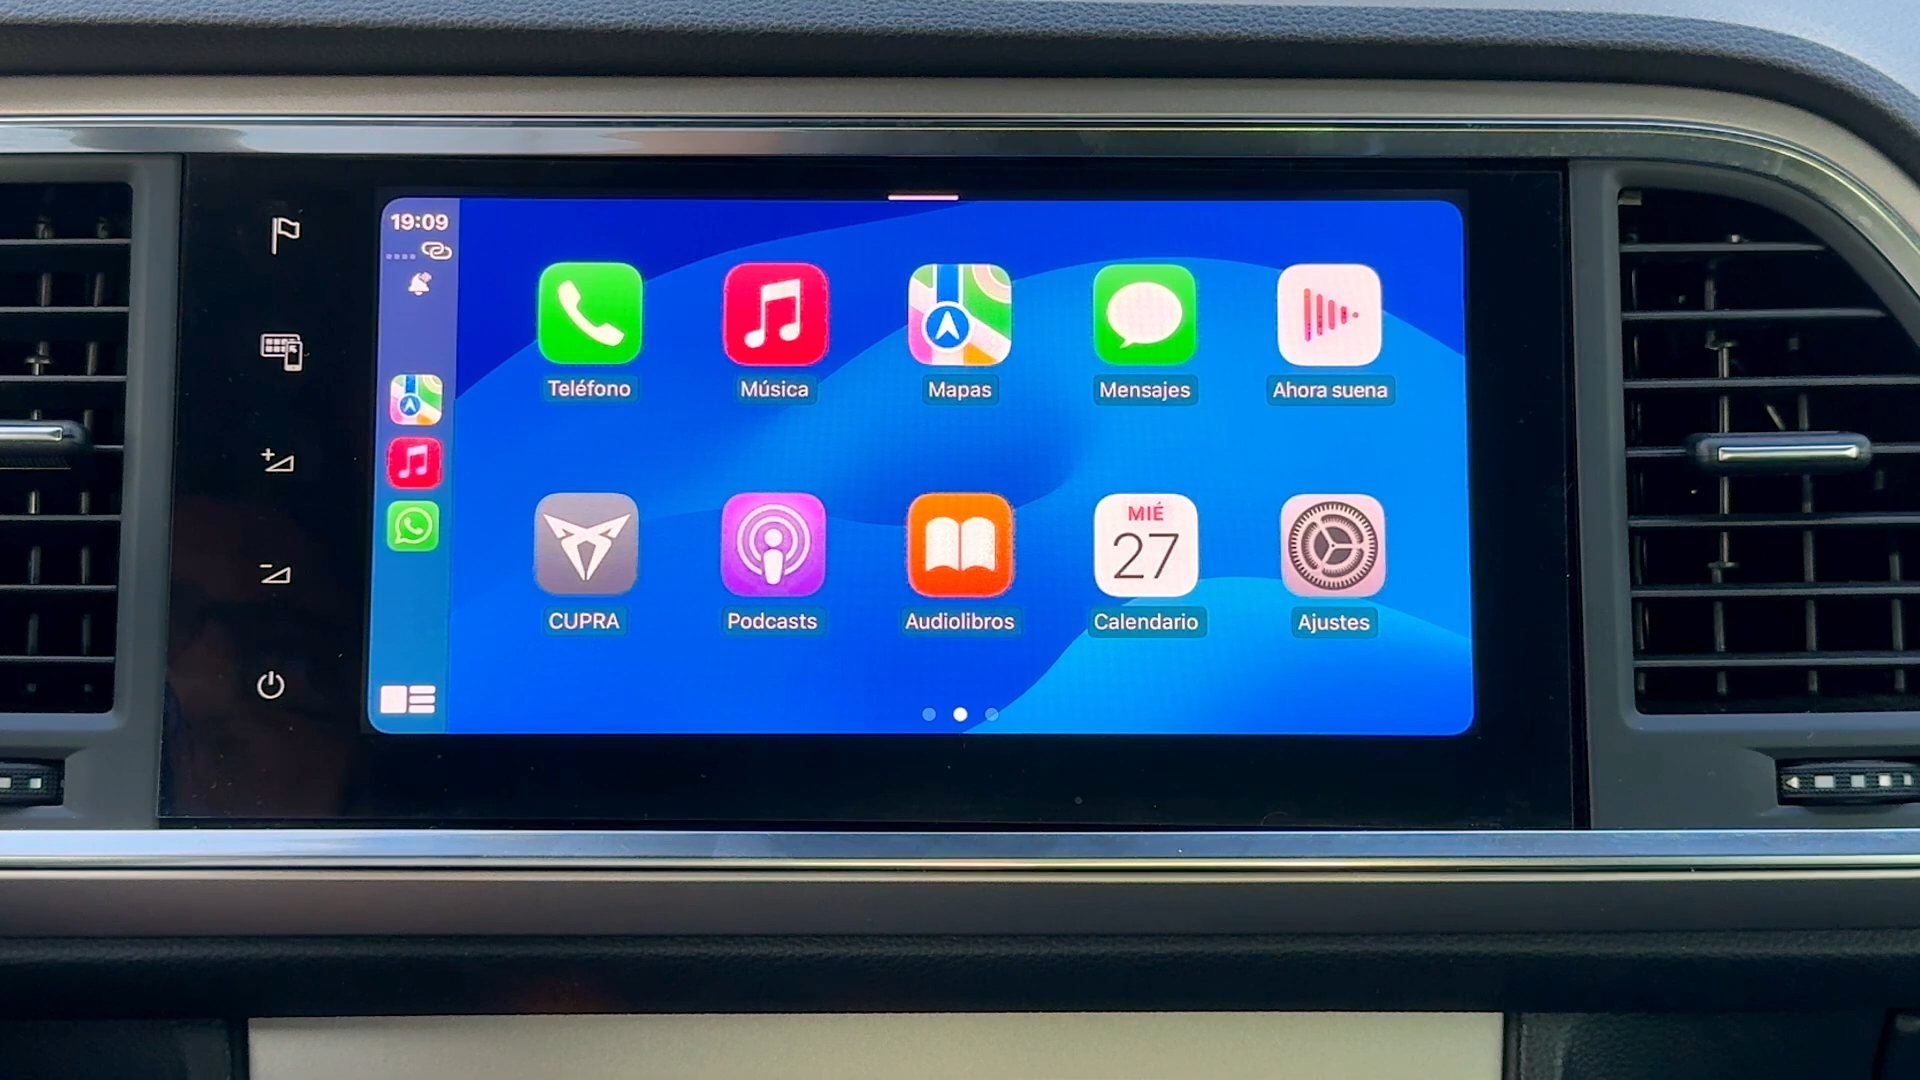 19:09
Teléfono
Música
Mapas
Mensajes
Ahora suena
MIÉ
27
CUPRA
Podcasts
Audiolibros
Calendario
Ajustes